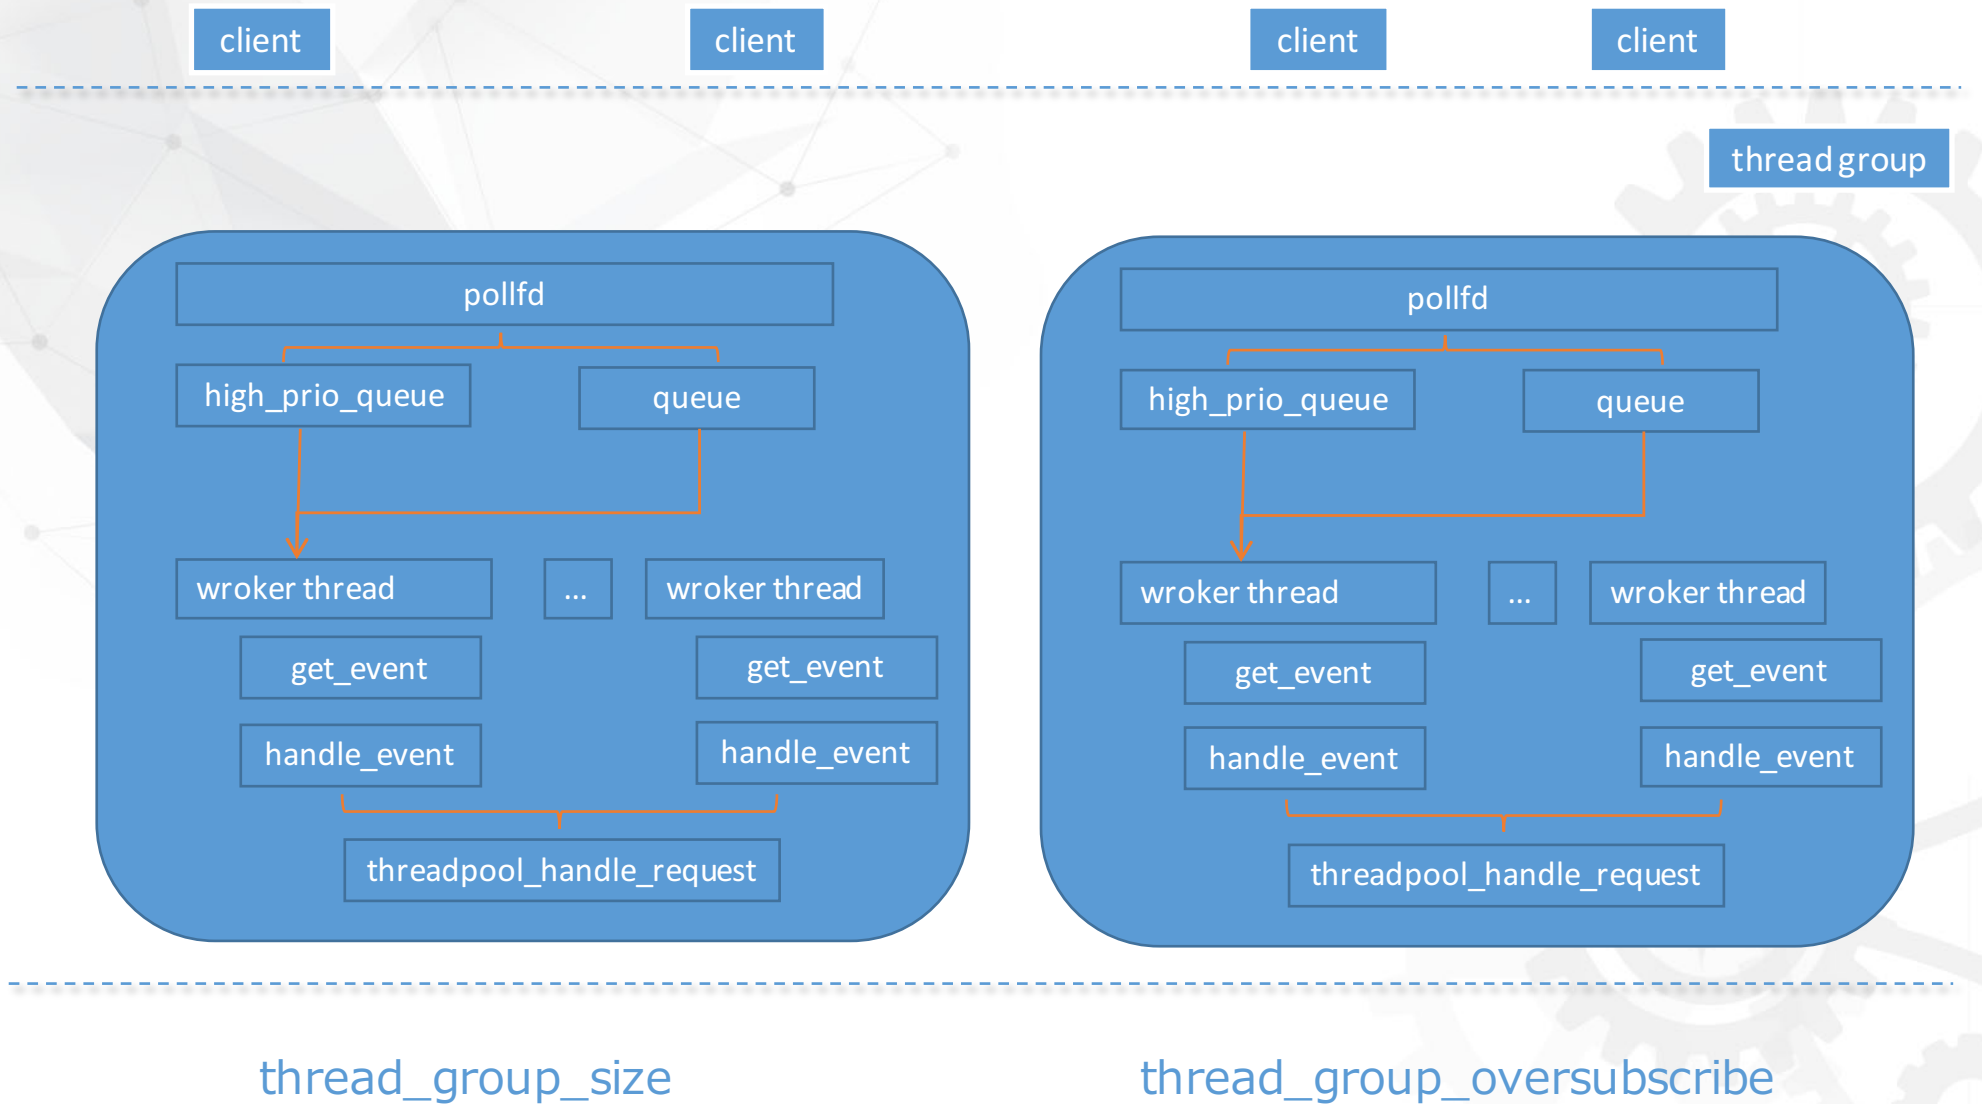 client
client
client
client
thread group
pollfd
high_prio_queue
queue
wroker thread
...
wroker thread
get_event
get_event
handle_event
handle_event
threadpool_handle_request
pollfd
high_prio_queue
queue
wroker thread
...
wroker thread
get_event
get_event
handle_event
handle_event
threadpool_handle_request
thread_group_size
thread_group_oversubscribe